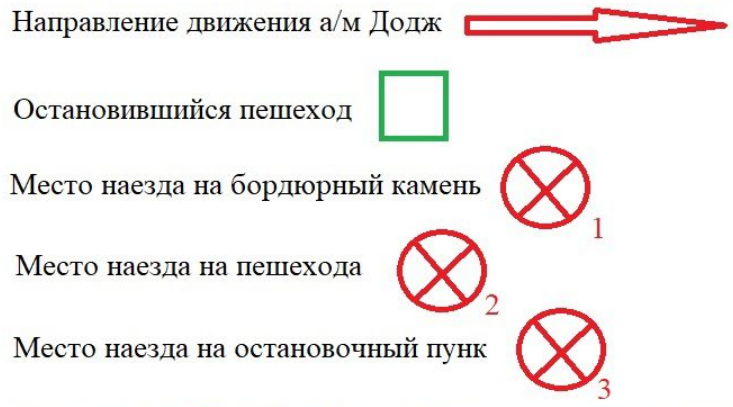 Направление движения а/м Додж
Остановившийся пешеход
Место наезда на бордюрный камень
1
Место наезда на пешехода
2
Место наезда на остановочный пунк
3